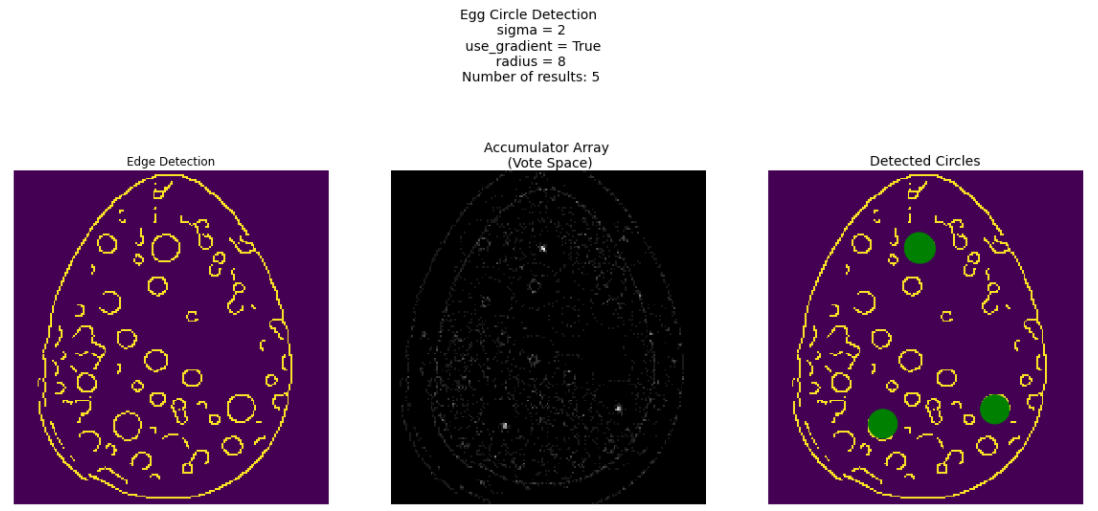 Egg Circle Detection
sigma = 2
use_gradient = True
radius = 8
Number of results: 5
Edge Detection
Accumulator Array
(Vote Space)
Detected Circles